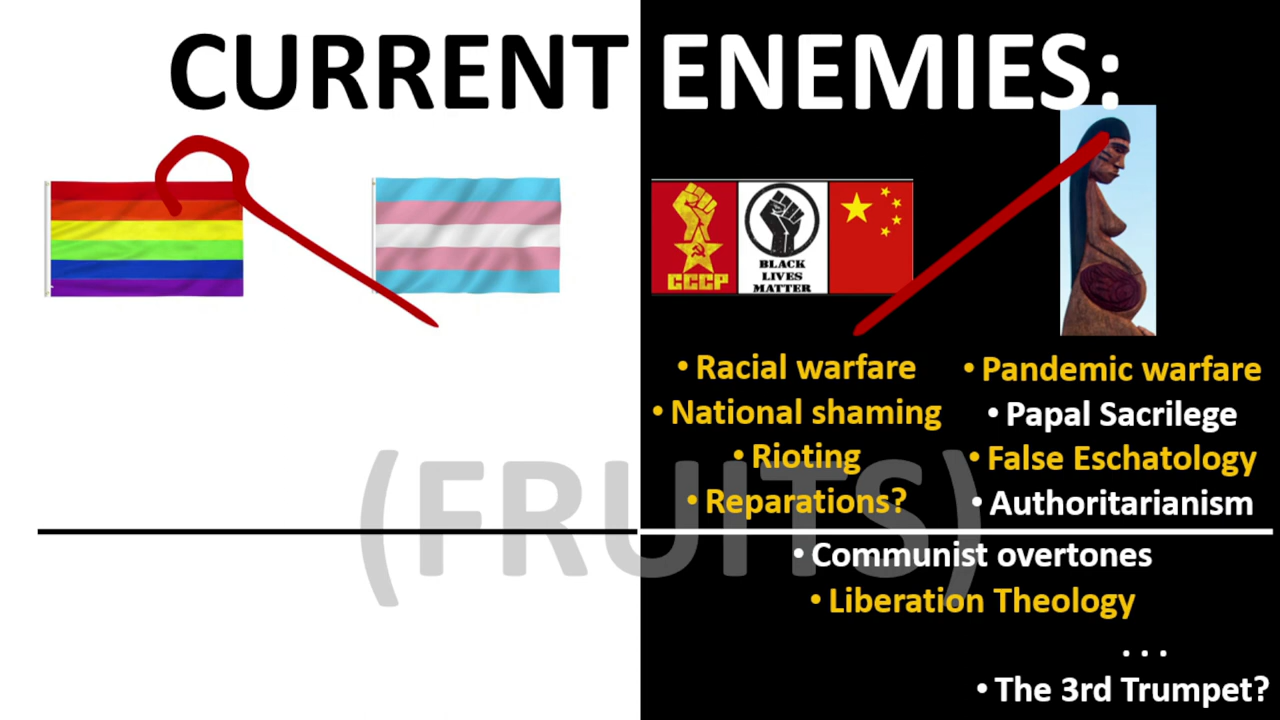 CURRENT ENEMIES:
CCCP
BLACK
LIVES
MATTER
• Racial warfare
• National shaming
• Rioting
• Reparations?
• Pandemic warfare
• Papal Sacrilege
• False Eschatology
• Authoritarianism
(FRUITS)
• Communist overtones
• Liberation Theology
. . .
• The 3rd Trumpet?